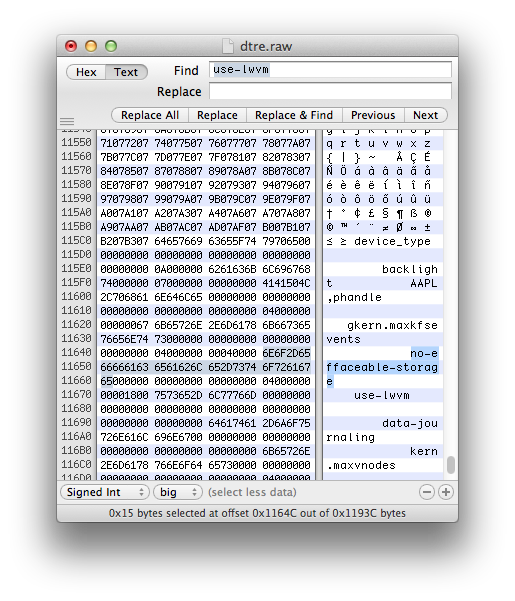 dtre.raw
Hex Text Find use-lwvm
Replace
Replace All Replace Replace & Find Previous Next
11550 71077207 74077507 76077707 78077A07 q r t u v w x z
11560 7B077C07 7D077E07 7F078107 82078307 { | } ~ Å Ç É
11570 84078507 87078807 89078A07 8B078C07 Ñ Ö á à â ä ã å
11580 8E078F07 90079107 92079307 94079607 é è ê ë í ì î ñ
11590 97079807 99079A07 9B079C07 9E079F07 ó ò ô ö õ ú û ü
115A0 A007A107 A207A307 A407A607 A707A807 † ° ¢ £ § ¶ ß ®
115B0 A907AA07 AB07AC07 AD07AF07 B007B107 © ™ ´ ¨ ≠ Ø ∞ ±
115C0 B207B307 64657669 63655F74 79706500 ≤ ≥ device_type
115D0 00000000 00000000 00000000 00000000
115E0 00000000 0A000000 6261636B 6C696768 backligh
115F0 74000000 07000000 00000000 4141504C t AAPL
11600 2C706861 6E646C65 00000000 00000000 ,phandle
11610 00000000 00000000 00000000 04000000
11620 00000067 6B65726E 2E6D6178 6B667365 gkern.maxkfse
11630 76656E74 73000000 00000000 00000000 vents
11640 00000000 04000000 00040000 6E6F2D65 no-e
11650 66666163 6561626C 652D7374 6F726167 ffaceable-storag
11660 65000000 00000000 00000000 04000000 e
11670 00001800 7573652D 6C77766D 00000000 use-lwvm
11680 00000000 00000000 00000000 00000000
11690 00000000 00000000 64617461 2D6A6F75 data-jou
116A0 726E616C 696E6700 00000000 00000000 rnaling
116B0 00000000 00000000 00000000 6B65726E kern
116C0 2E6D6178 766E6F64 65730000 00000000 .maxvnodes
116D0 00000000 00000000 00000000 04000000
Signed Int big (select less data)
0x15 bytes selected at offset 0x1164C out of 0x1193C bytes